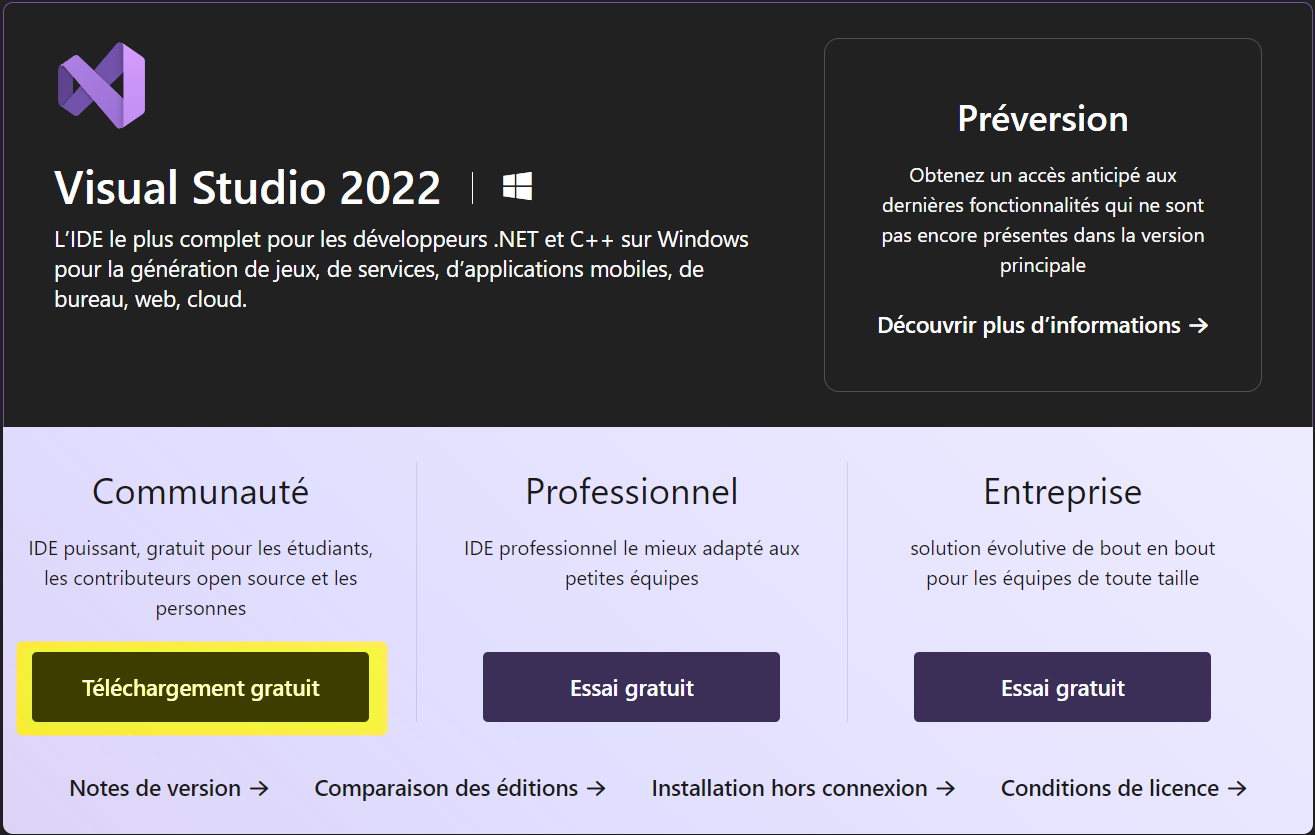 Visual Studio 2022
L’IDE le plus complet pour les développeurs .NET et C++ sur Windows
pour la génération de jeux, de services, d’applications mobiles, de
bureau, web, cloud.
Préversion
Obtenez un accès anticipé aux
dernières fonctionnalités qui ne sont
pas encore présentes dans la version
principale
Découvrir plus d’informations →
Communauté
IDE puissant, gratuit pour les étudiants,
les contributeurs open source et les
personnes
Téléchargement gratuit
Professionnel
IDE professionnel le mieux adapté aux
petites équipes
Essai gratuit
Entreprise
solution évolutive de bout en bout
pour les équipes de toute taille
Essai gratuit
Notes de version → Comparaison des éditions → Installation hors connexion → Conditions de licence →